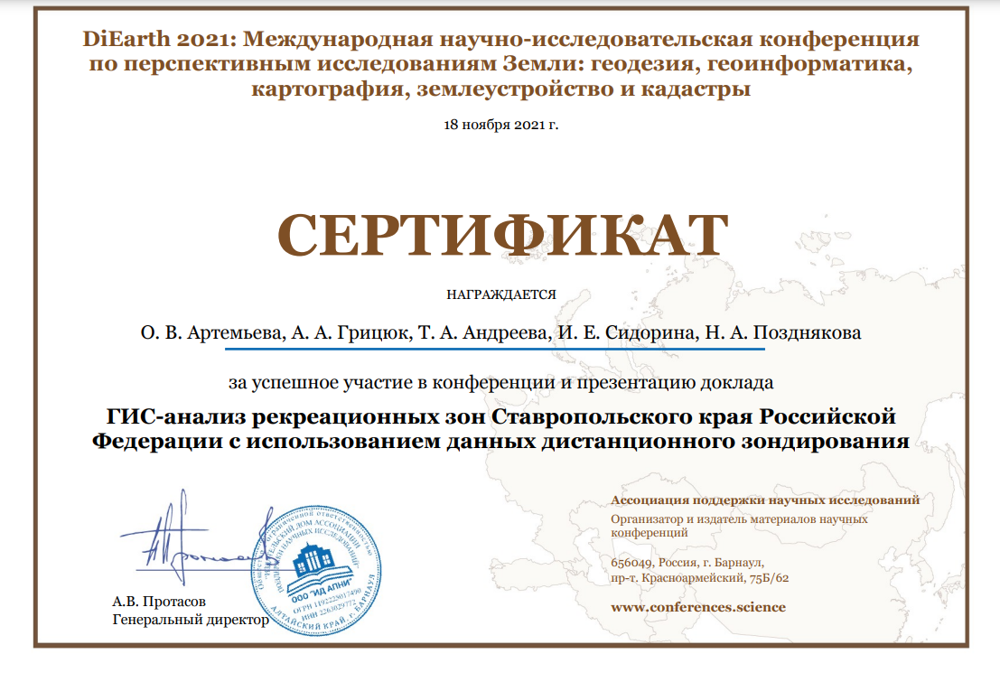 DiEarth 2021: Международная научно-исследовательская конференция
по перспективным исследованиям Земли: геодезия, геоинформатика,
картография, землеустройство и кадастры
18 ноября 2021 г.
СЕРТИФИКАТ
НАГРАЖДАЕТСЯ
О. В. Артемьева, А. А. Грицюк, Т. А. Андреева, И. Е. Сидорина, Н. А. Позднякова
за успешное участие в конференции и презентацию доклада
ГИС-анализ рекреационных зон Ставропольского края Российской
Федерации с использованием данных дистанционного зондирования
Ассоциация поддержки научных исследований
Организатор и издатель материалов научных
конференций
656049, Россия, г. Барнаул,
пр-т. Красноармейский, 75Б/62
www.conferences.science
А.В. Протасов
Генеральный директор
Общество с ограниченной ответственностью
"ИЗДАТЕЛЬСКИЙ ДОМ АССОЦИАЦИИ
ПОДДЕРЖКИ НАУЧНЫХ ИССЛЕДОВАНИЙ"
ООО "ИД АПНИ"
ОГРН 1192225017490
ИНН 2263029772
АЛТАЙСКИЙ КРАЙ, г. БАРНАУЛ